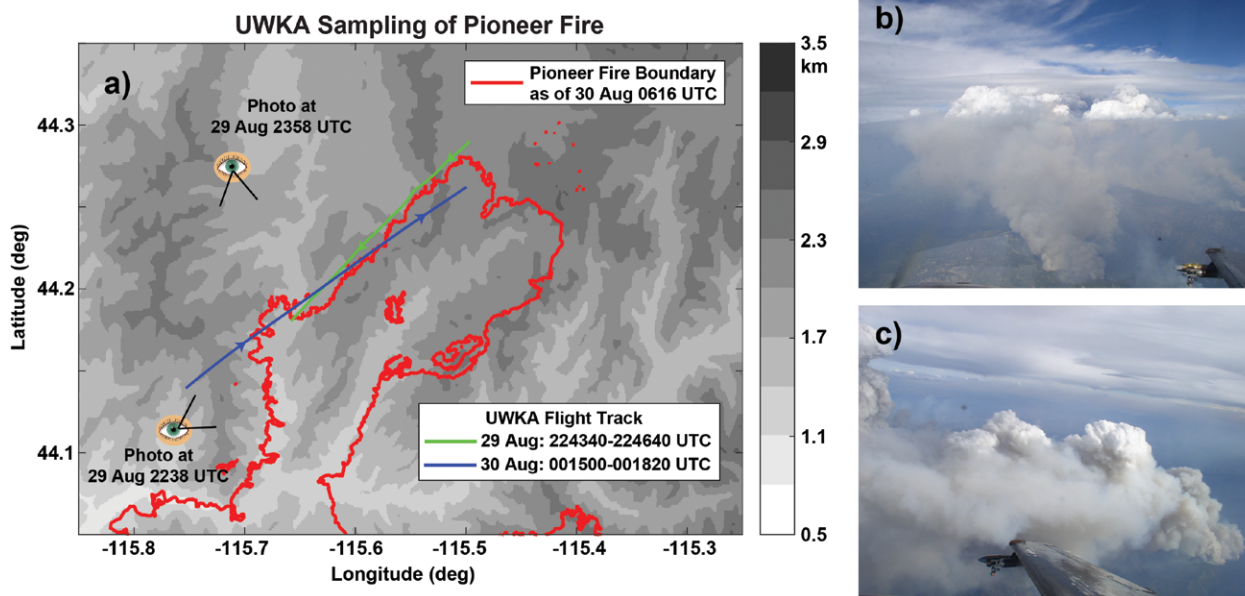 UWKA Sampling of Pioneer Fire
a)
Pioneer Fire Boundary
as of 30 Aug 0616 UTC
Photo at
29 Aug 2358 UTC
Photo at
29 Aug 2238 UTC
UWKA Flight Track
29 Aug: 224340-224640 UTC
30 Aug: 001500-001820 UTC
44.3
44.2
44.1
Latitude (deg)
-115.8
-115.7
-115.6
-115.5
-115.4
-115.3
Longitude (deg)
3.5
km
2.9
2.3
1.7
1.1
0.5
b)
c)